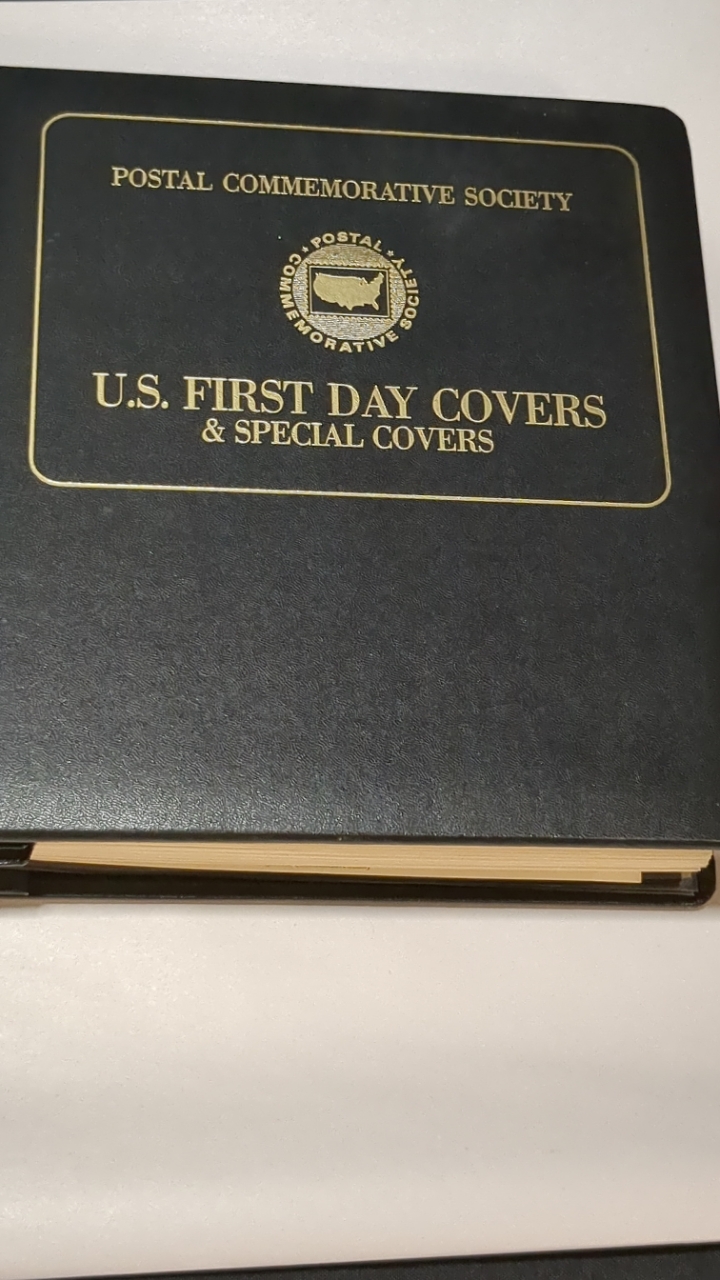 POSTAL COMMEMORATIVE SOCIETY
POSTAL
COMMEMORATIVE SOCIETY
U.S. FIRST DAY COVERS
& SPECIAL COVERS